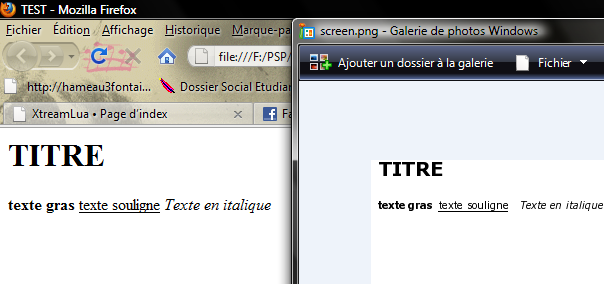 TEST - Mozilla Firefox
Fichier Édition Affichage Historique Marque-pa
file:///F:/PSP/
http://hameau3fontai... Dossier Social Etudian
XtreamLua • Page d'index Fa
TITRE
texte gras texte souligne Texte en italique
screen.png - Galerie de photos Windows
Ajouter un dossier à la galerie Fichier
TITRE
texte gras texte souligne Texte en italique